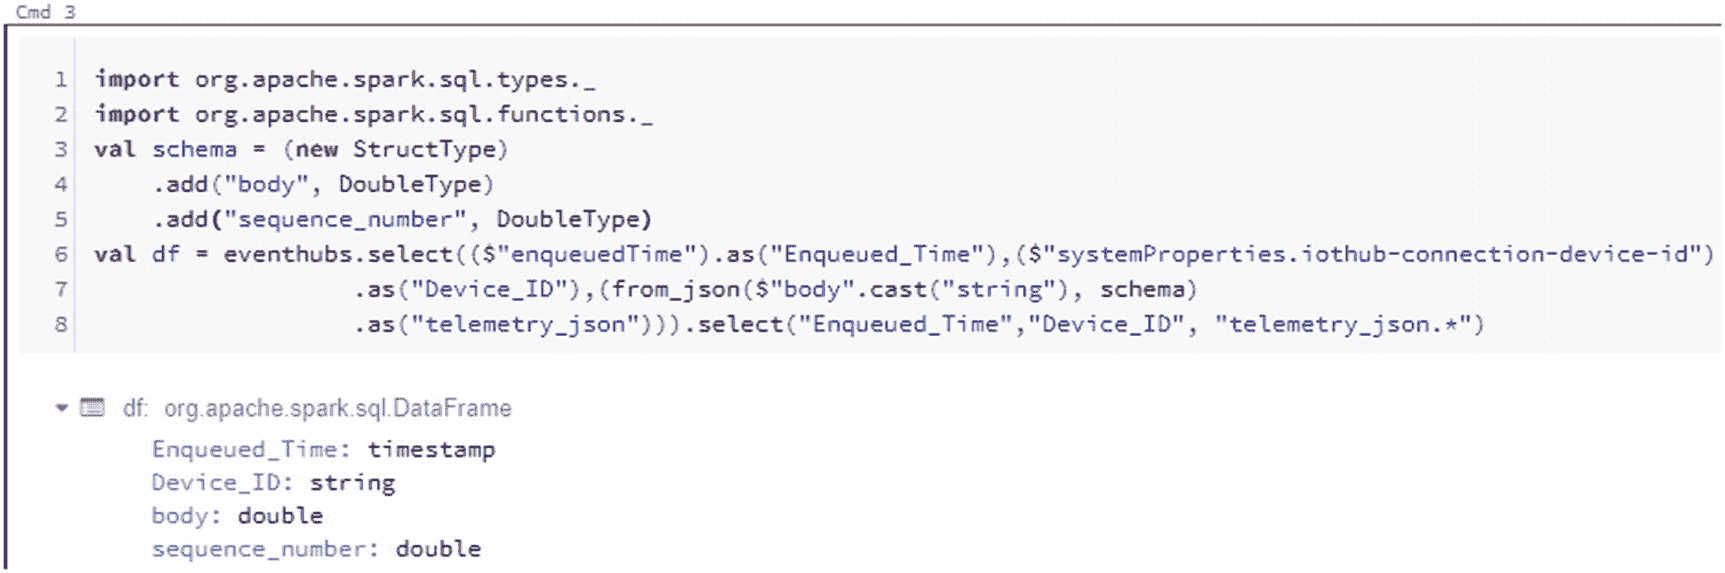 Cmd 3
1 import org.apache.spark.sql.types._
2 import org.apache.spark.sql.functions._
3 val schema = (new StructType)
4 .add("body", DoubleType)
5 .add("sequence_number", DoubleType)
6 val df = eventhubs.select(($"enqueuedTime").as("Enqueued_Time"),($"systemProperties.iothub-connection-device-id")
7 .as("Device_ID"),(from_json($"body".cast("string"), schema)
8 .as("telemetry_json"))).select("Enqueued_Time","Device_ID", "telemetry_json.*")
df: org.apache.spark.sql.DataFrame
Enqueued_Time: timestamp
Device_ID: string
body: double
sequence_number: double